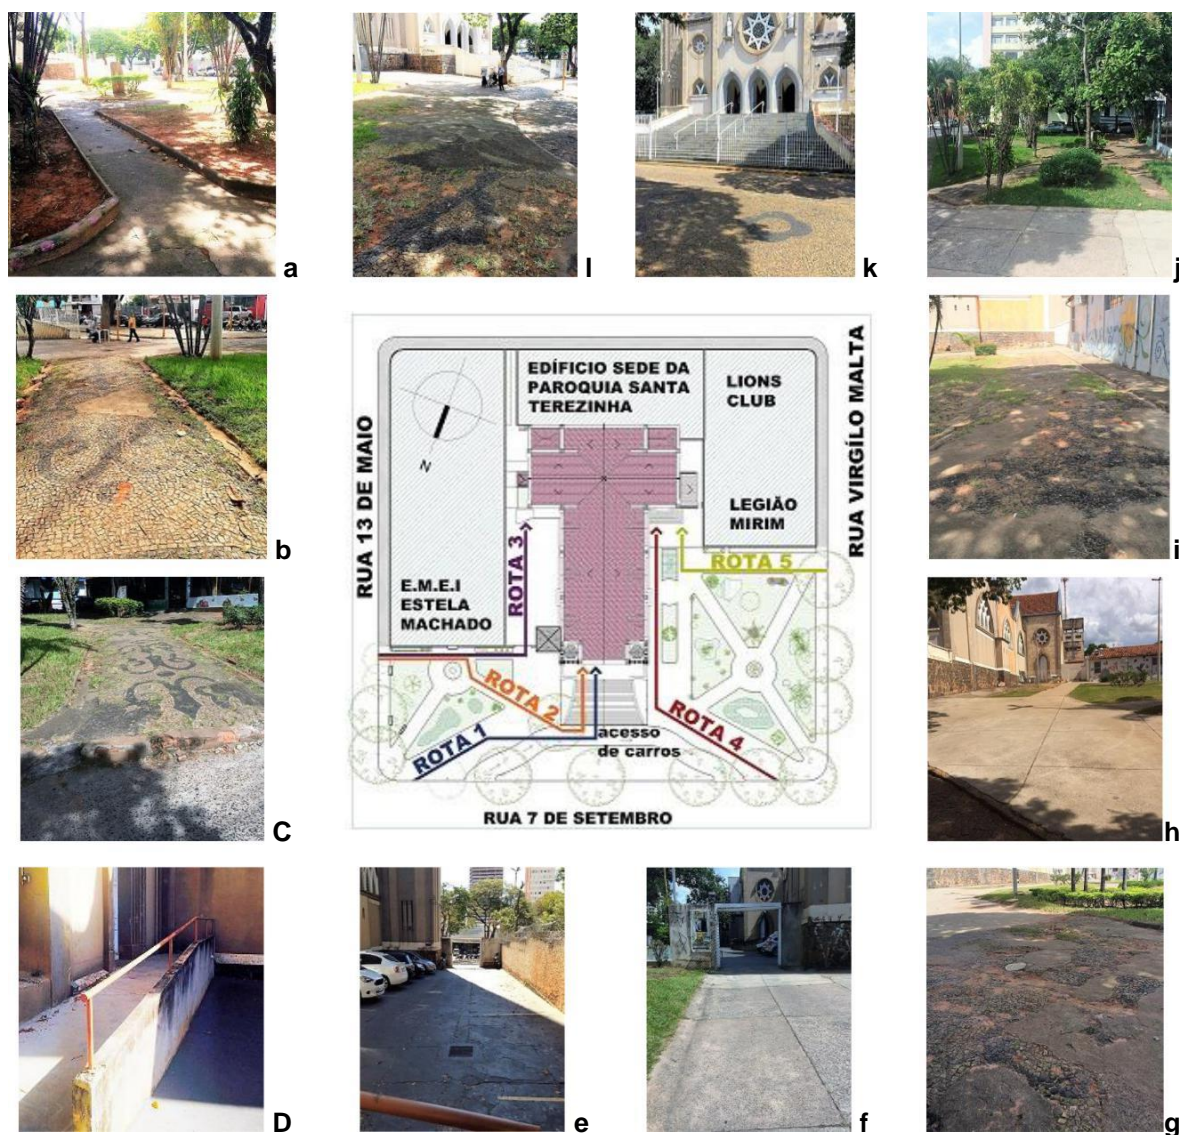 a
l
k
j
b
i
C
h
D
e
f
g
EDÍFICIO SEDE DA
PAROQUIA SANTA
TEREZINHA
LIONS
CLUB
RUA VIRGÍLO MALTA
RUA 13 DE MAIO
N
LEGIÃO
MIRIM
ROTA 3
ROTA 5
E.M.E.I
ESTELA
MACHADO
ROTA 2
ROTA 1
ROTA 4
acesso
de carros
RUA 7 DE SETEMBRO